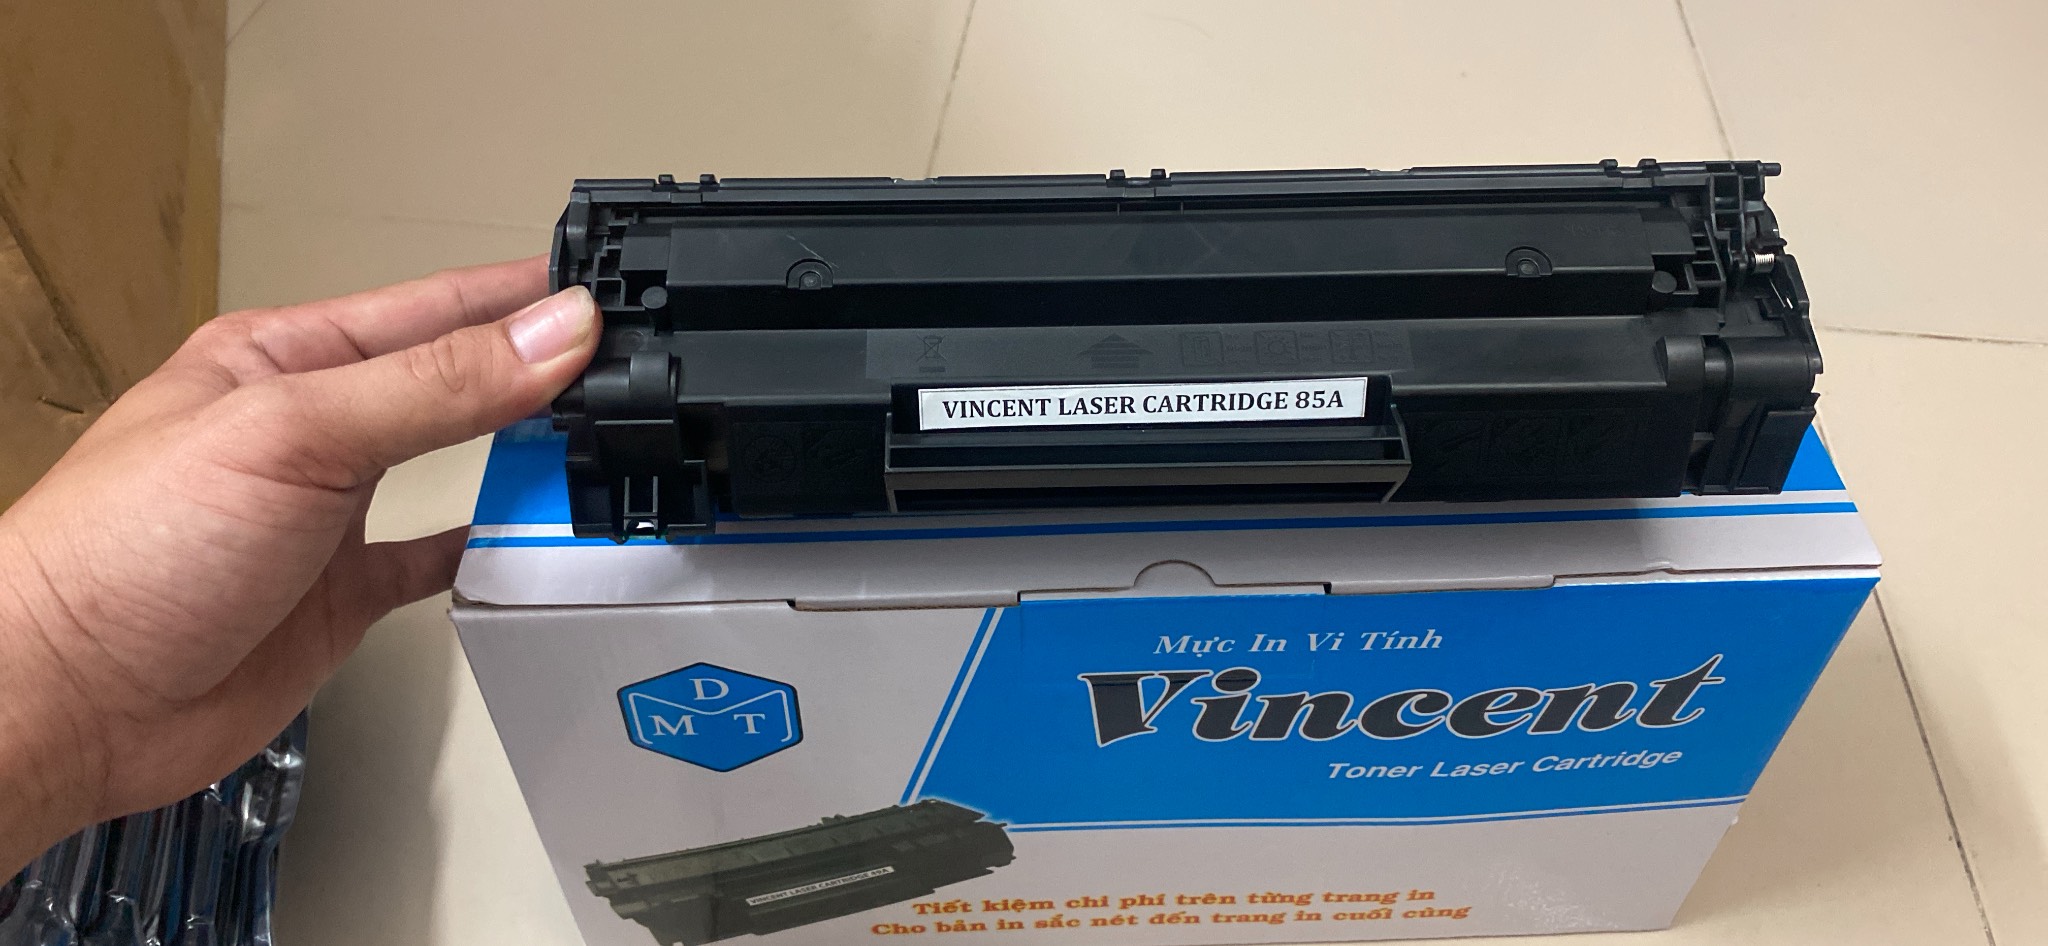 VINCENT LASER CARTRIDGE 85A
Mực In Vi Tính
Vincent
Toner Laser Cartridge
D
M T
VINCENT LASER CARTRIDGE 49A
Tiết kiệm chi phí trên từng trang in
Cho bản in sắc nét đến trang in cuối cùng